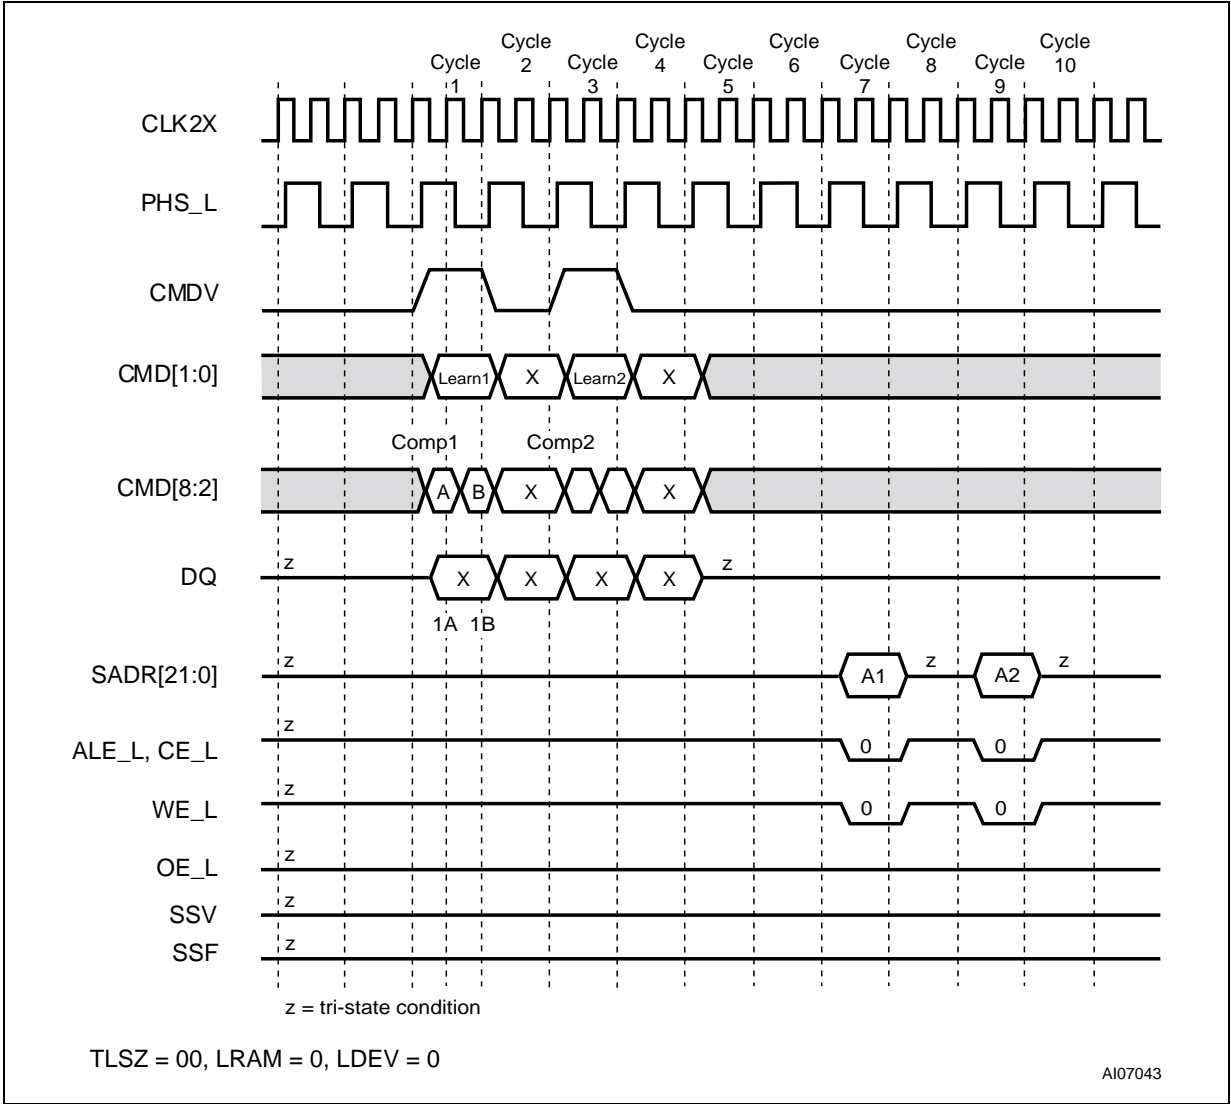 Cycle 1
Cycle 2
Cycle 3
Cycle 4
Cycle 5
Cycle 6
Cycle 7
Cycle 8
Cycle 9
Cycle 10
CLK2X
PHS_L
CMDV
CMD[1:0] Learn1 X Learn2 X
Comp1 Comp2
CMD[8:2] A B X X
DQ z X X X X z
1A 1B
SADR[21:0] z A1 z A2 z
ALE_L, CE_L z 0 0
WE_L z 0 0
OE_L z
SSV z
SSF z
z = tri-state condition
TLSZ = 00, LRAM = 0, LDEV = 0
AI07043